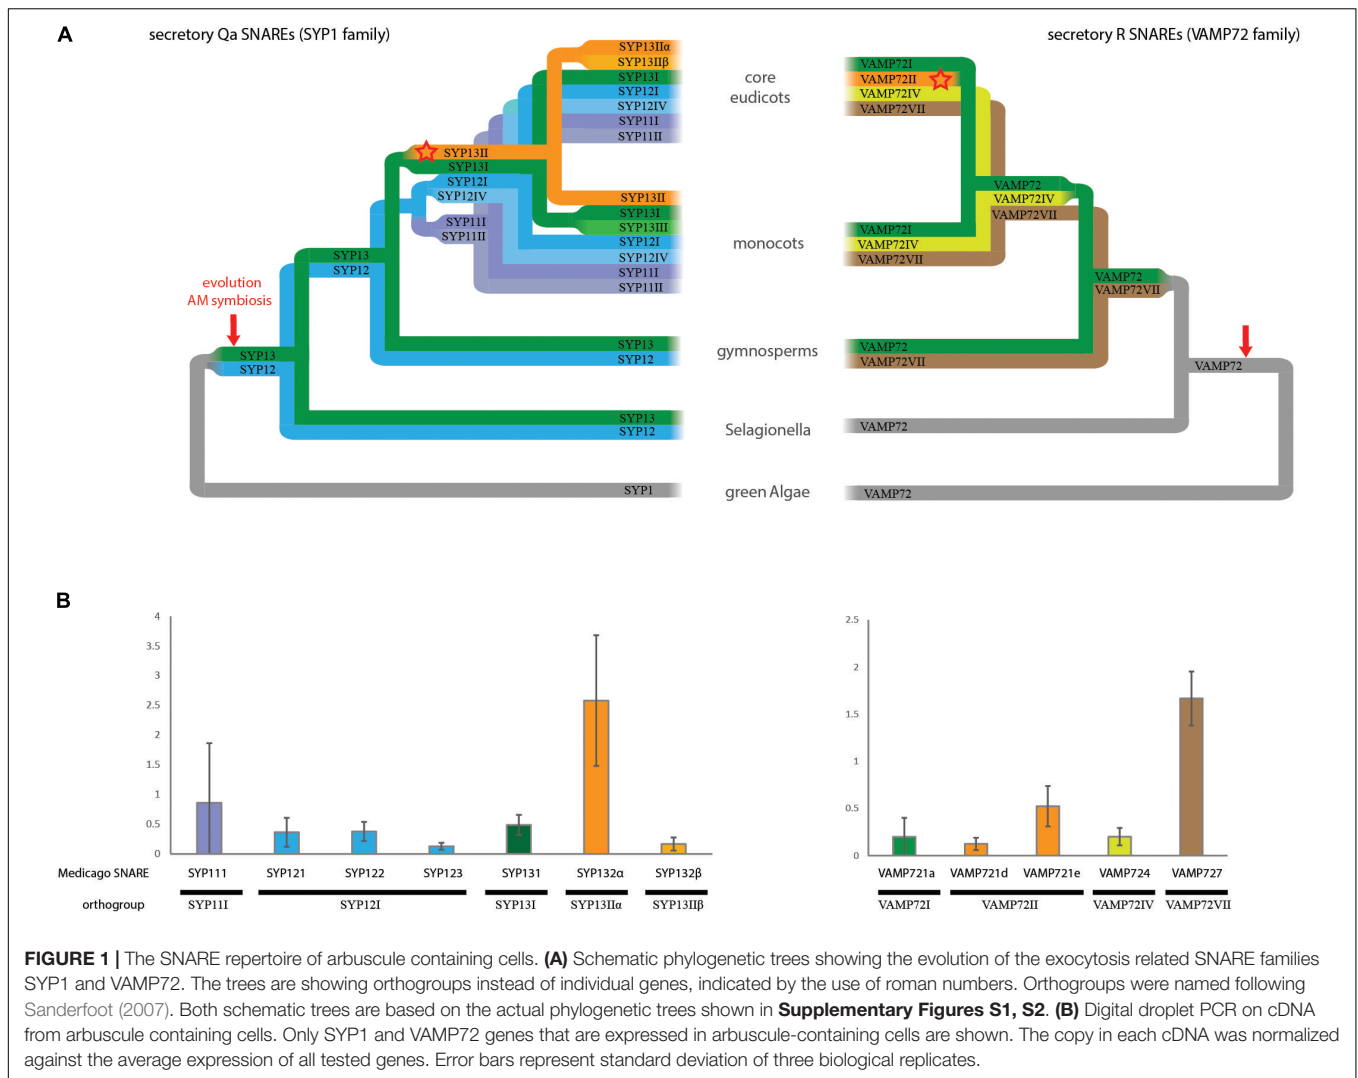 A
secretory Qa SNAREs (SYP1 family)
secretory R SNAREs (VAMP72 family)
SYP13IIα
SYP13IIβ
SYP13I
SYP12I
SYP12IV
SYP11I
SYP11II
SYP13II
SYP13I
SYP12I
SYP12IV
SYP11I
SYP11II
SYP13II
SYP13I
SYP13III
SYP12I
SYP12IV
SYP11I
SYP11II
SYP13
SYP12
evolution
AM symbiosis
SYP13
SYP12
SYP13
SYP12
SYP13
SYP12
SYP1
core
eudicots
monocots
gymnosperms
Selagionella
green Algae
VAMP72I
VAMP72II
VAMP72IV
VAMP72VII
VAMP72
VAMP72IV
VAMP72VII
VAMP72I
VAMP72IV
VAMP72VII
VAMP72
VAMP72VII
VAMP72
VAMP72VII
VAMP72
VAMP72
VAMP72
B
4
3.5
3
2.5
2
1.5
1
0.5
0
Medicago SNARE
SYP111
SYP121
SYP122
SYP123
SYP131
SYP132α
SYP132β
orthogroup
SYP11I
SYP12I
SYP13I
SYP13IIα
SYP13IIβ
2.5
2
1.5
1
0.5
0
VAMP721a
VAMP721d
VAMP721e
VAMP724
VAMP727
VAMP72I
VAMP72II
VAMP72IV
VAMP72VII
FIGURE 1 | The SNARE repertoire of arbuscule containing cells. (A) Schematic phylogenetic trees showing the evolution of the exocytosis related SNARE families
SYP1 and VAMP72. The trees are showing orthogroups instead of individual genes, indicated by the use of roman numbers. Orthogroups were named following
Sanderfoot (2007). Both schematic trees are based on the actual phylogenetic trees shown in Supplementary Figures S1, S2. (B) Digital droplet PCR on cDNA
from arbuscule containing cells. Only SYP1 and VAMP72 genes that are expressed in arbuscule-containing cells are shown. The copy in each cDNA was normalized
against the average expression of all tested genes. Error bars represent standard deviation of three biological replicates.